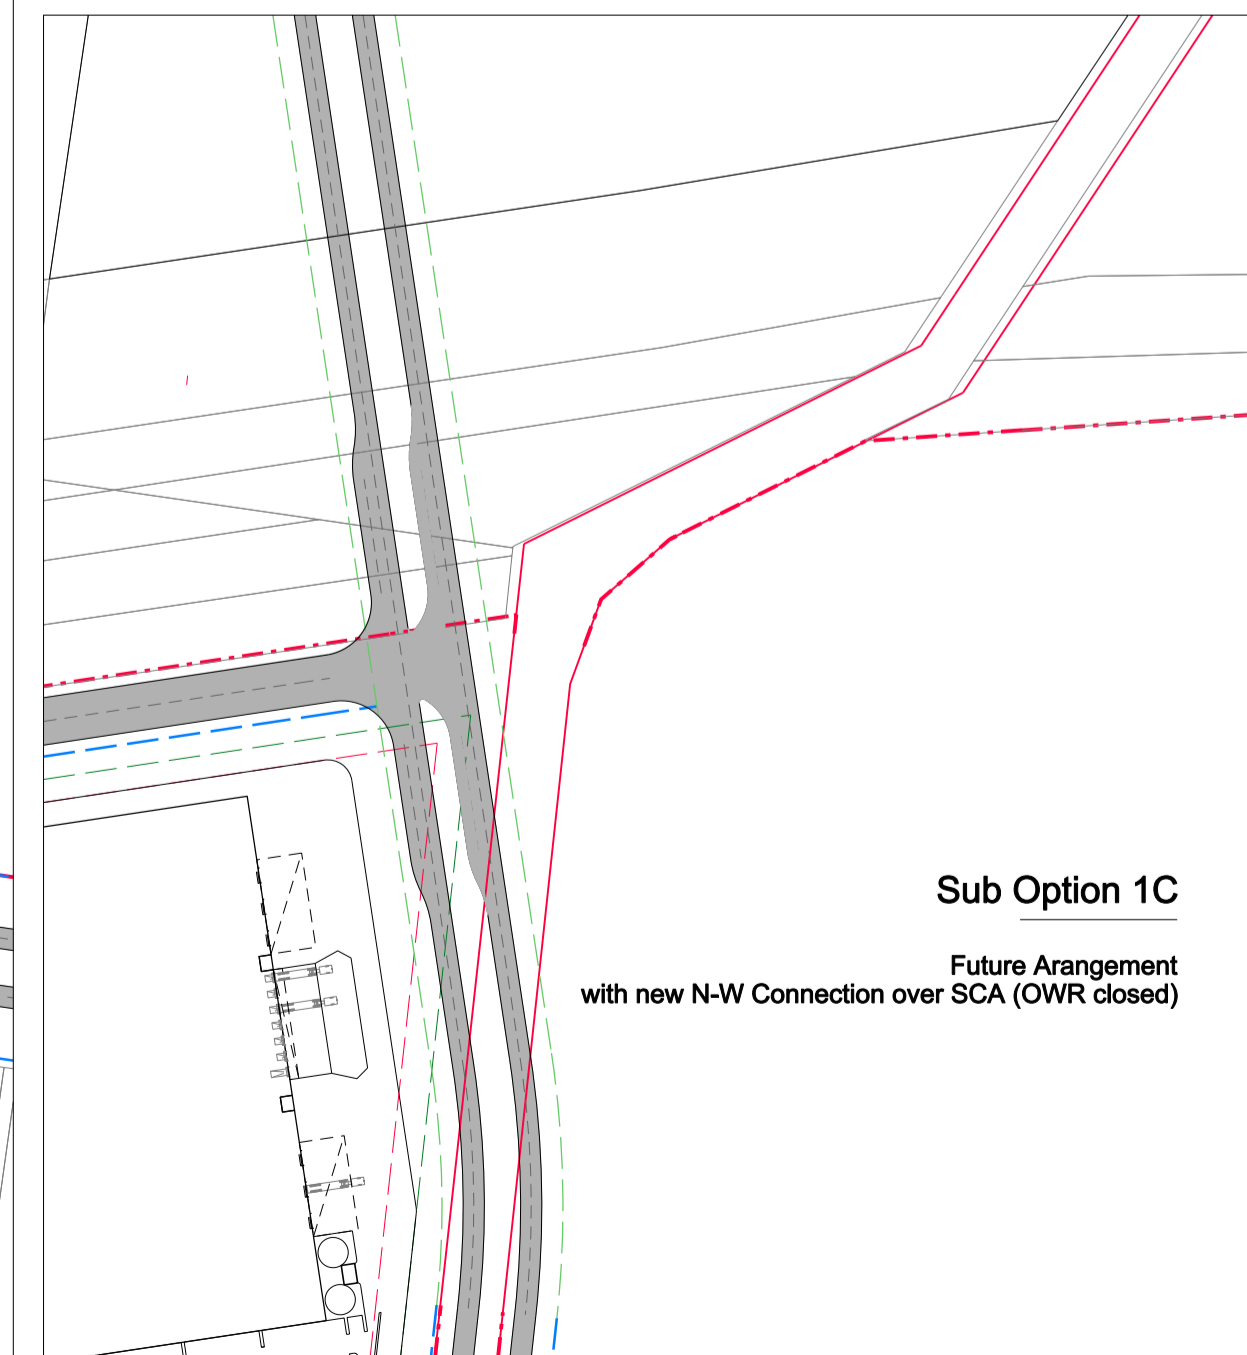 Sub Option 1C
Future Arangement
with new N-W Connection over SCA (OWR closed)